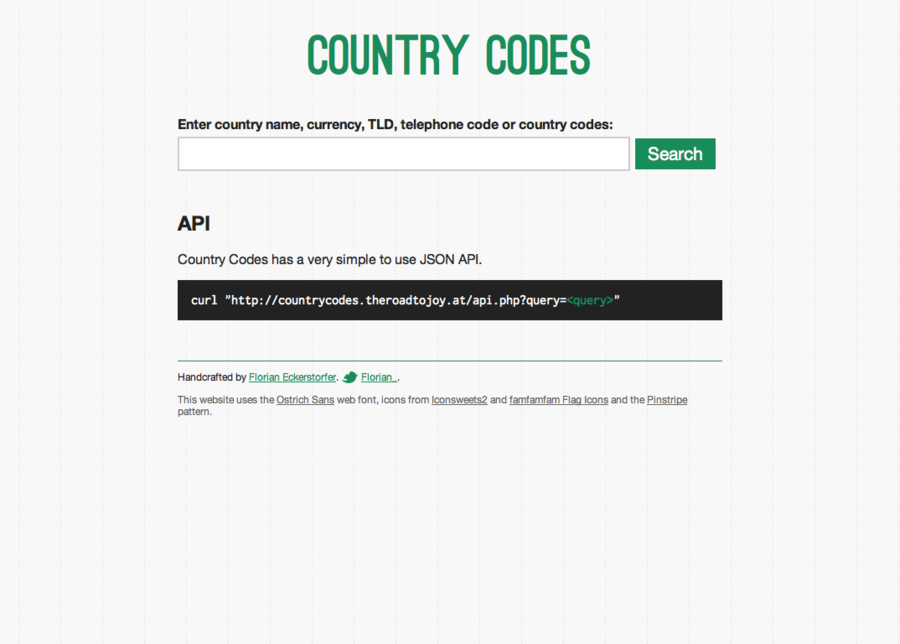 COUNTRY CODES
Enter country name, currency, TLD, telephone code or country codes:
Search
API
Country Codes has a very simple to use JSON API.
curl "http://countrycodes.theroadtojoy.at/api.php?query=<query>"
Handcrafted by Florian Eckerstorfer. Florian_.
This website uses the Ostrich Sans web font, icons from Iconsweets2 and famfamfam Flag Icons and the Pinstripe
pattern.